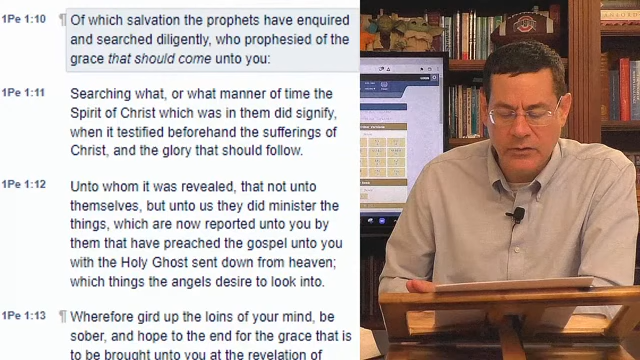 1Pe 1:10 ¶ Of which salvation the prophets have enquired
and searched diligently, who prophesied of the
grace that should come unto you:
1Pe 1:11 Searching what, or what manner of time the
Spirit of Christ which was in them did signify,
when it testified beforehand the sufferings of
Christ, and the glory that should follow.
1Pe 1:12 Unto whom it was revealed, that not unto
themselves, but unto us they did minister the
things, which are now reported unto you by
them that have preached the gospel unto you
with the Holy Ghost sent down from heaven;
which things the angels desire to look into.
1Pe 1:13 ¶ Wherefore gird up the loins of your mind, be
sober, and hope to the end for the grace that is
to be brought unto you at the revelation of